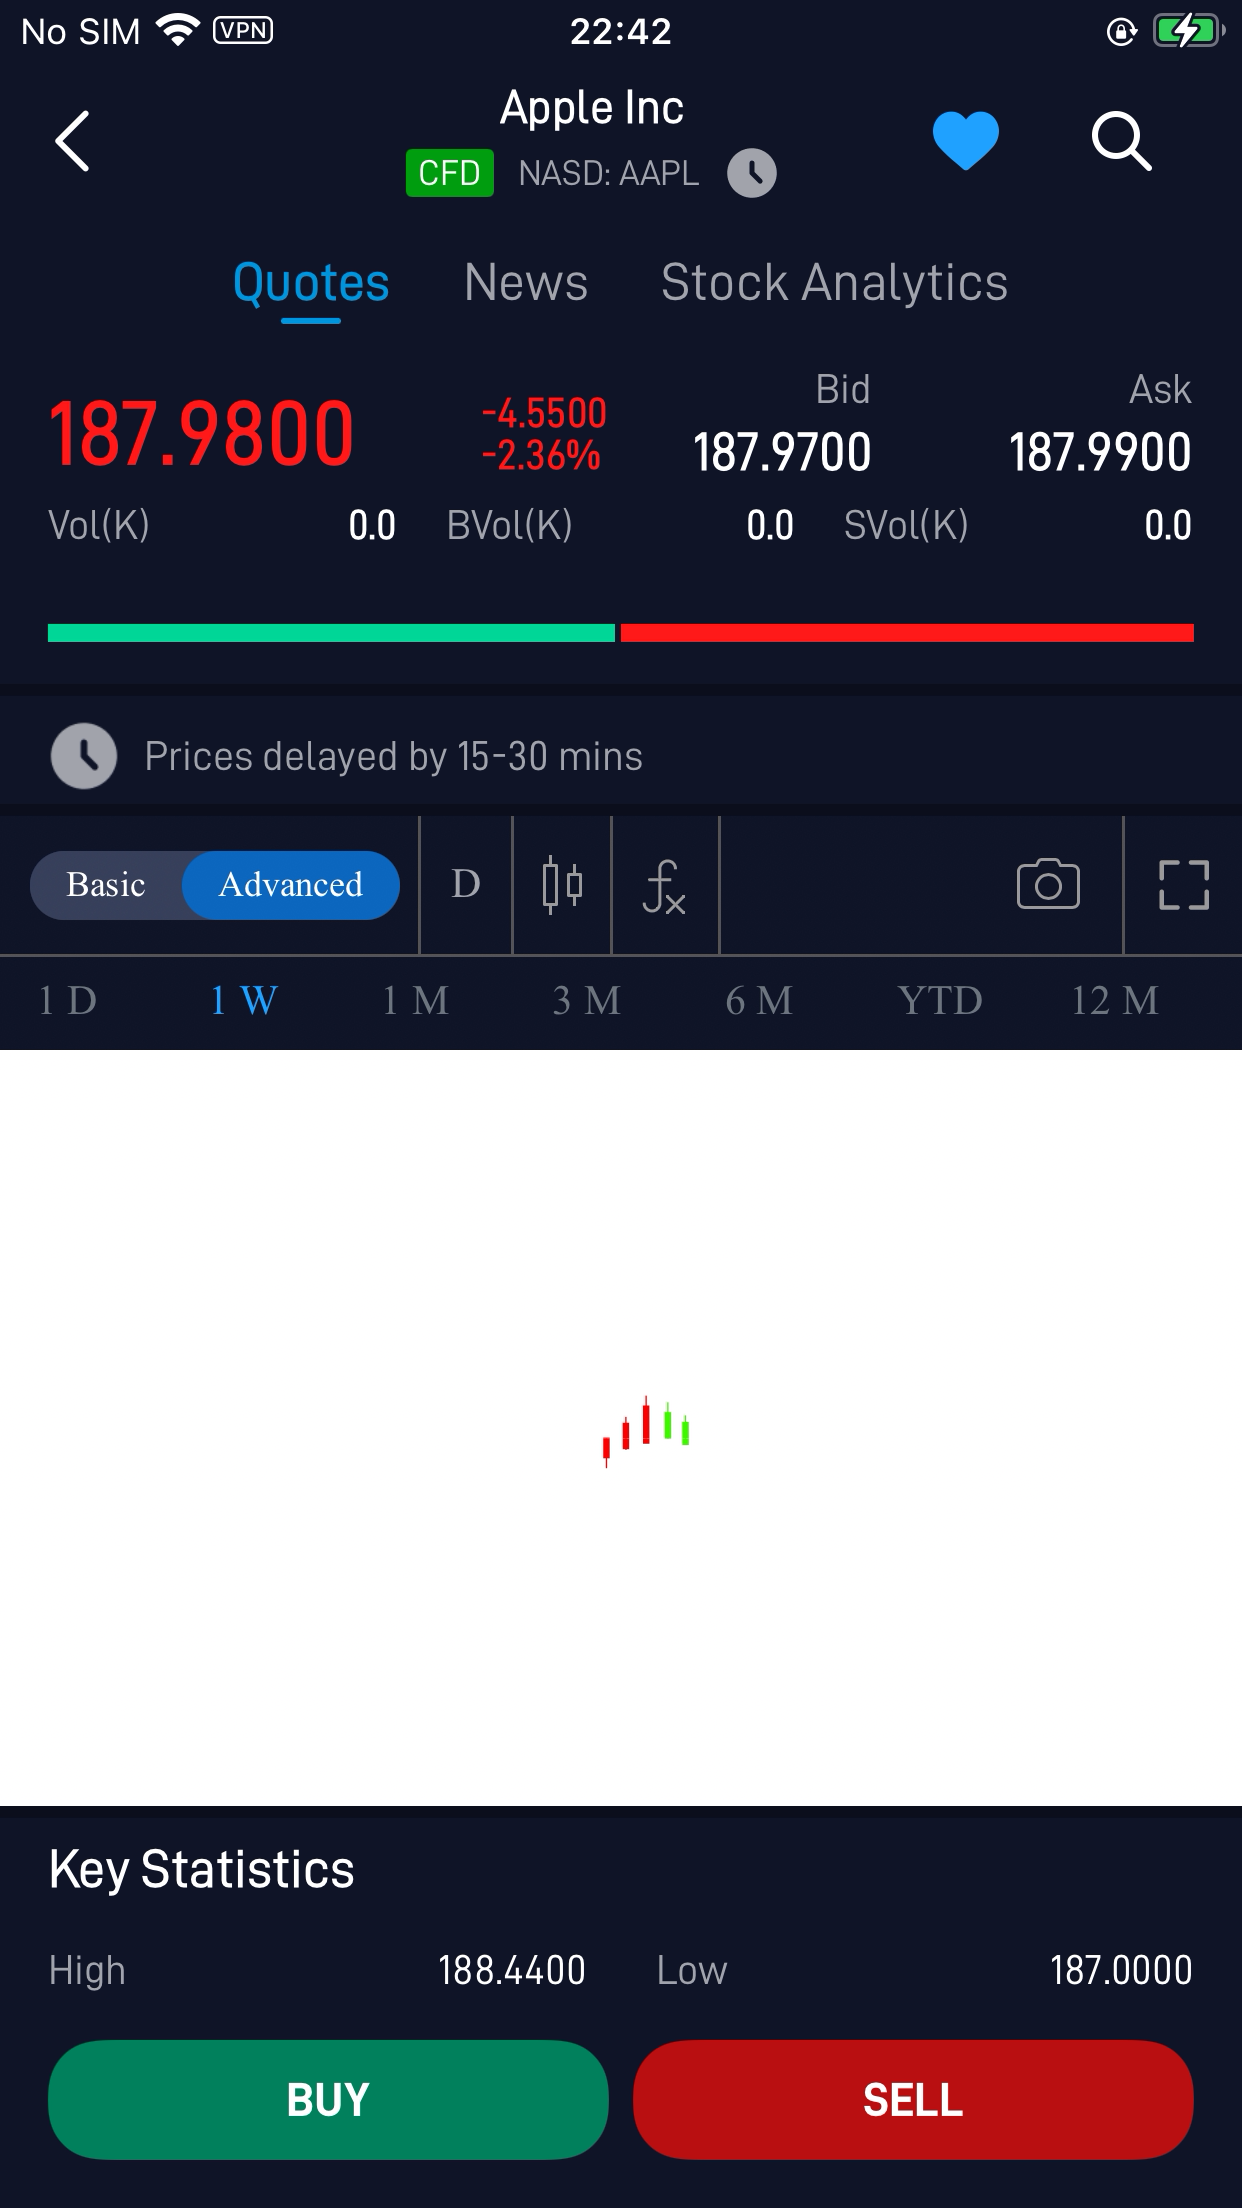 No SIM VPN 22:42
Apple Inc
CFD NASD: AAPL
Quotes News Stock Analytics
187.9800 -4.5500 -2.36%
Bid 187.9700
Ask 187.9900
Vol(K) 0.0 BVol(K) 0.0 SVol(K) 0.0
Prices delayed by 15-30 mins
Basic Advanced D fx
1 D 1 W 1 M 3 M 6 M YTD 12 M
Key Statistics
High 188.4400 Low 187.0000
BUY SELL